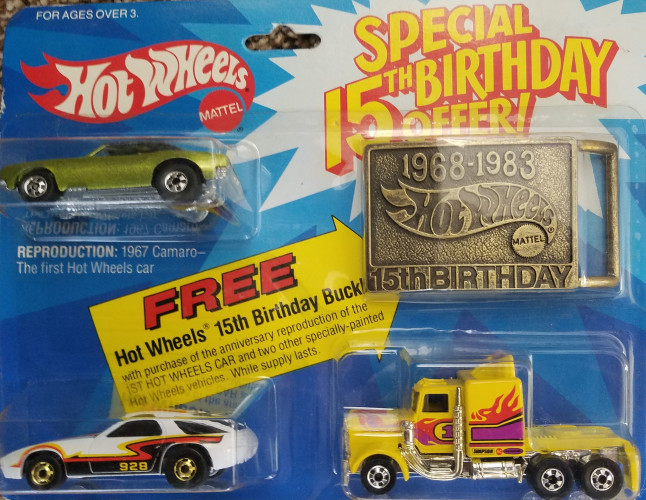 FOR AGES OVER 3.
HOT WHEELS
MATTEL
SPECIAL
15TH BIRTHDAY
OFFER!
1968-1983
HOT WHEELS
MATTEL
15th BIRTHDAY
REPRODUCTION: 1967 Camaro–
The first Hot Wheels car
FREE
Hot Wheels® 15th Birthday Buckl
with purchase of the anniversary reproduction of the
1ST HOT WHEELS CAR and two other specially-painted
Hot Wheels vehicles. While supply lasts.
928